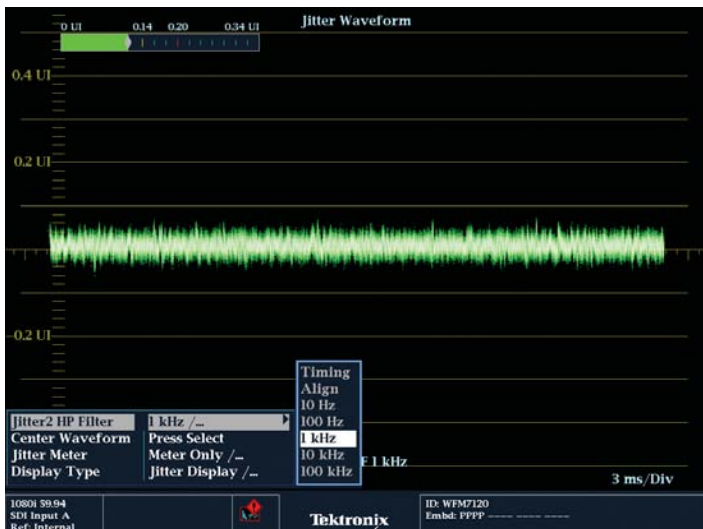 Jitter Waveform
0 UI 0.14 0.20 0.34 UI
0.4 UI
0.2 UI
-0.2 UI
Timing
Align
10 Hz
Jitter2 HP Filter 1 kHz /... 100 Hz
Center Waveform Press Select 1 kHz
Jitter Meter Meter Only /... 10 kHz F 1 kHz
Display Type Jitter Display /... 100 kHz
3 ms/Div
1080i 59.94
SDI Input A
Ref: Internal
Tektronix
ID: WFM7120
Embd: PPPP ---- ---- ----